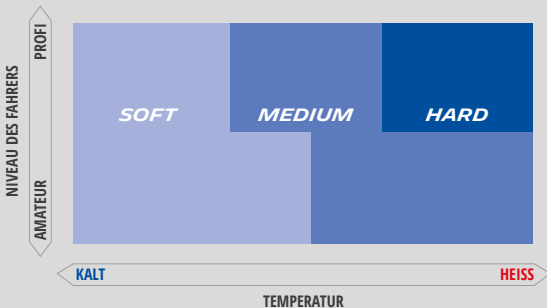 NIVEAU DES FAHRERS
PROFI
AMATEUR
SOFT MEDIUM HARD
KALT HEISS
TEMPERATUR